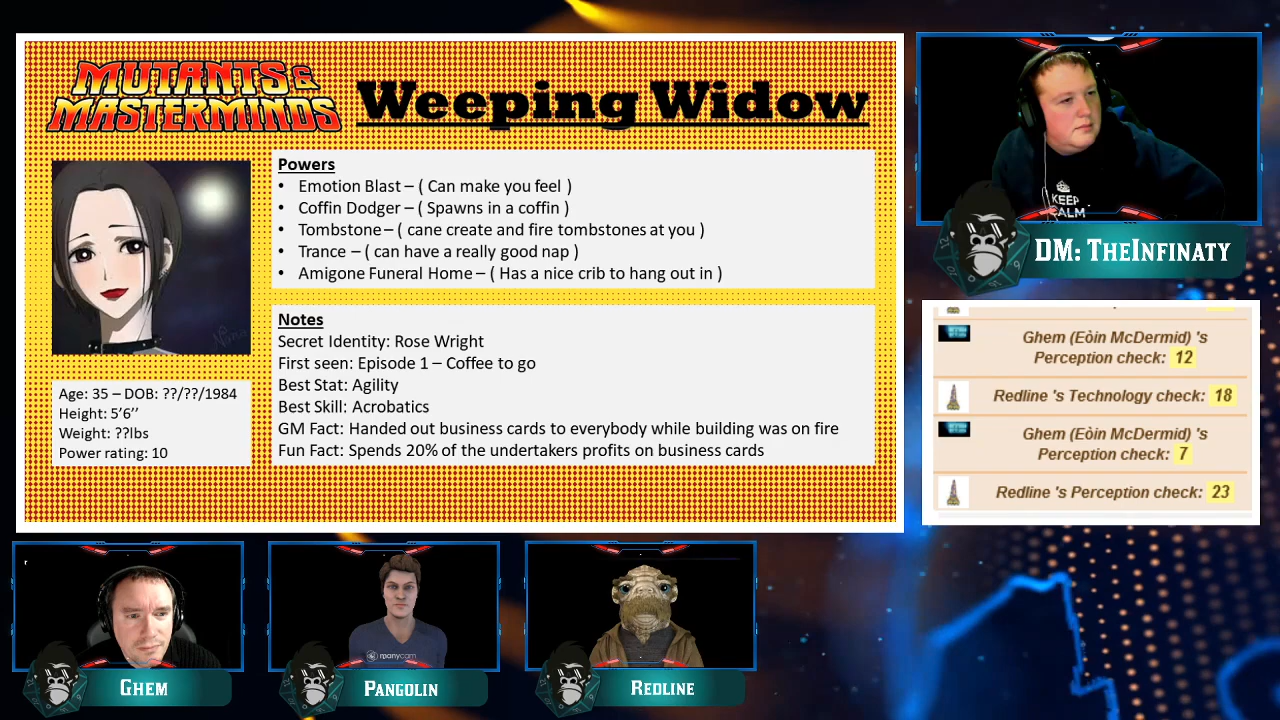 MUTANTS &
MASTERMINDS
Weeping Widow
Powers
• Emotion Blast – ( Can make you feel )
• Coffin Dodger – ( Spawns in a coffin )
• Tombstone – ( cane create and fire tombstones at you )
• Trance – ( can have a really good nap )
• Amigone Funeral Home – ( Has a nice crib to hang out in )
Notes
Secret Identity: Rose Wright
First seen: Episode 1 – Coffee to go
Best Stat: Agility
Best Skill: Acrobatics
GM Fact: Handed out business cards to everybody while building was on fire
Fun Fact: Spends 20% of the undertakers profits on business cards
Age: 35 – DOB: ??/??/1984
Height: 5’6’’
Weight: ??lbs
Power rating: 10
KEEP
CALM
DM: TheInfinaty
Ghem (Eòin McDermid) 's
Perception check: 12
Redline 's Technology check: 18
Ghem (Eòin McDermid) 's
Perception check: 7
Redline 's Perception check: 23
manycam
Ghem
Pangolin
Redline